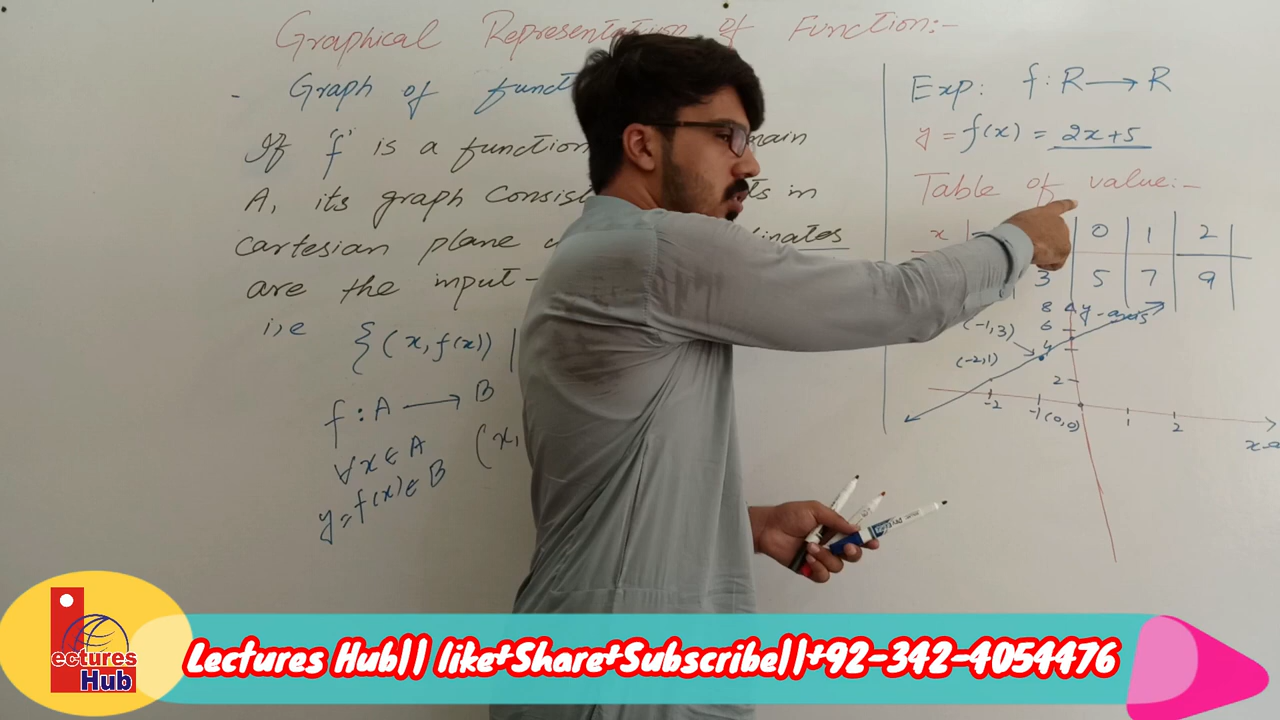 Graphical Representation of Function:-
- Graph of funct
If 'f' is a function main
A, its graph consist ts in
cartesian plane dinates
are the input-
i,e {(x, f(x)) |
f : A → B
∀ x ∈ A (x,
y = f(x) ∈ B
Exp: f : R → R
y = f(x) = 2x+5
Table of value:-
x 0 1 2
3 5 7 9
8 y-axis
6
(-1,3) 4
(-2,1)
2
-2 -1 (0,0) 1 2
x-a
Lectures Hub|| like+Share+Subscribe||+92-342-4054476
ectures
Hub